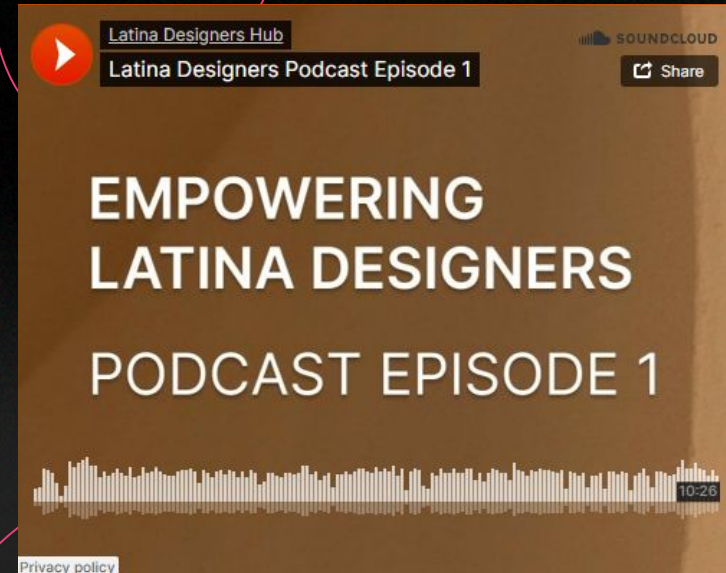 Latina Designers Hub
SOUNDCLOUD
Latina Designers Podcast Episode 1
Share
EMPOWERING
LATINA DESIGNERS
PODCAST EPISODE 1
10:26
Privacy policy